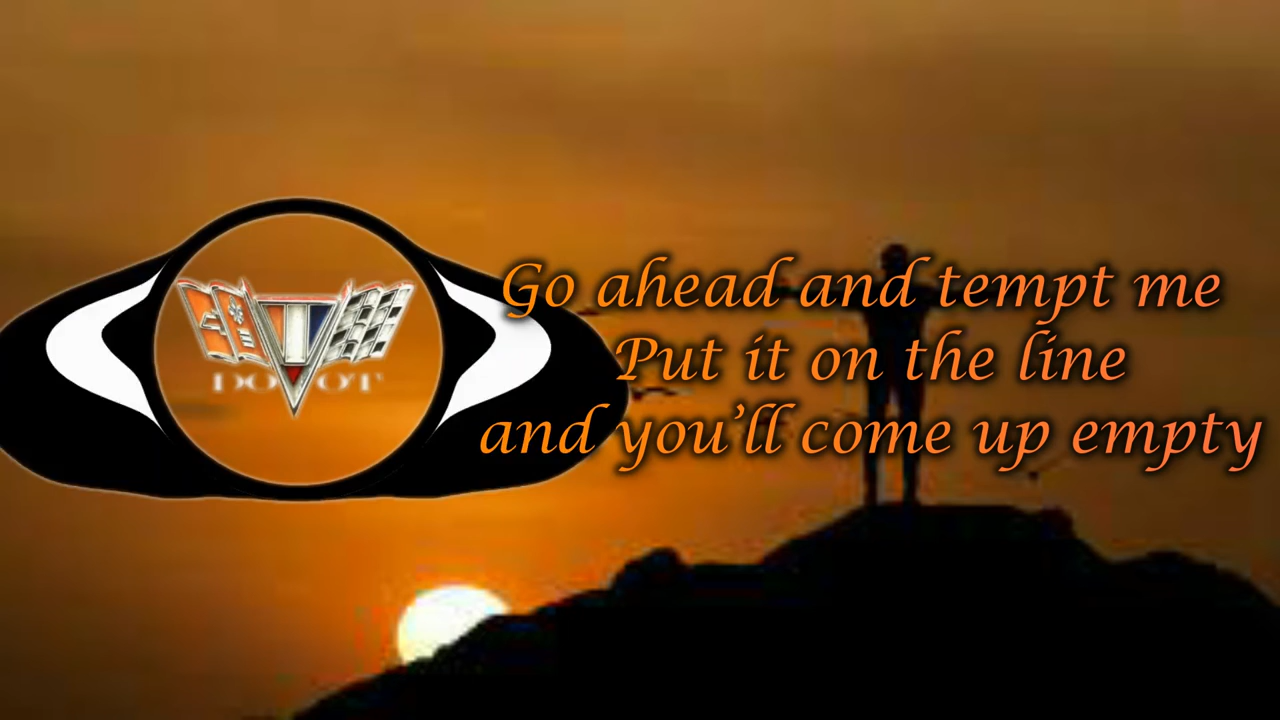 Go ahead and tempt me
Put it on the line
and you'll come up empty